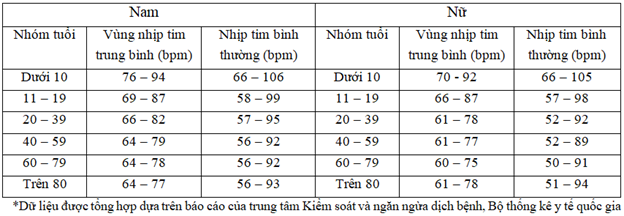 Nam Nữ
Nhóm tuổi Vùng nhịp tim trung bình (bpm) Nhịp tim bình thường (bpm) Nhóm tuổi Vùng nhịp tim trung bình (bpm) Nhịp tim bình thường (bpm)
Dưới 10 76 – 94 66 – 106 Dưới 10 70 - 92 66 – 105
11 – 19 69 – 87 58 – 99 11 – 19 66 – 87 57 – 98
20 – 39 66 – 82 57 – 95 20 – 39 61 – 78 52 – 92
40 – 59 64 – 79 56 – 92 40 – 59 61 – 77 52 – 89
60 – 79 64 – 78 56 – 92 60 – 79 60 – 75 50 – 91
Trên 80 64 – 77 56 – 93 Trên 80 61 – 78 51 – 94
*Dữ liệu được tổng hợp dựa trên báo cáo của trung tâm Kiểm soát và ngăn ngừa dịch bệnh, Bộ thống kê y tế quốc gia